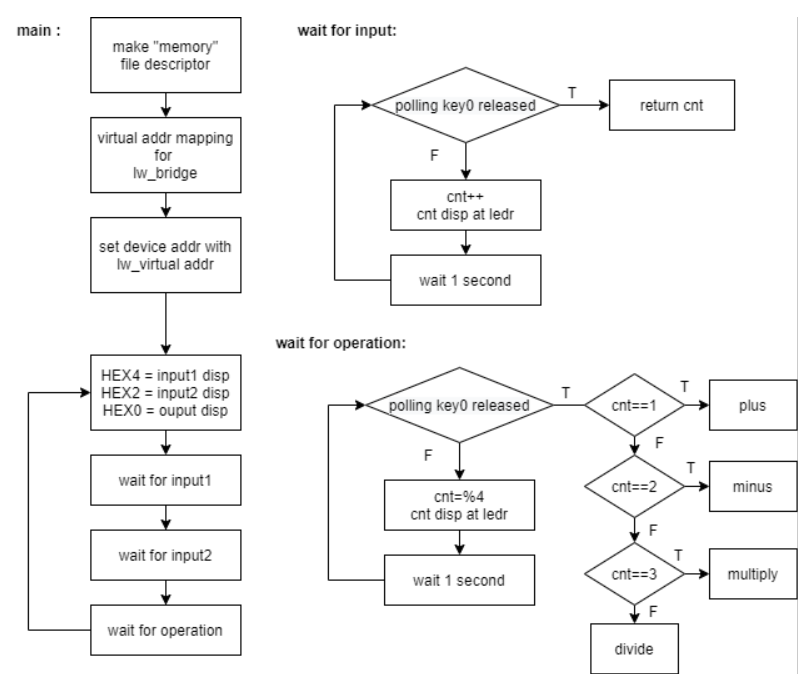 main :
make "memory"
file descriptor
virtual addr mapping
for
lw_bridge
set device addr with
lw_virtual addr
HEX4 = input1 disp
HEX2 = input2 disp
HEX0 = ouput disp
wait for input1
wait for input2
wait for operation
wait for input:
polling key0 released
T
return cnt
F
cnt++
cnt disp at ledr
wait 1 second
wait for operation:
polling key0 released
T
cnt==1
T
plus
F
F
cnt=%4
cnt disp at ledr
cnt==2
T
minus
F
wait 1 second
cnt==3
T
multiply
F
divide